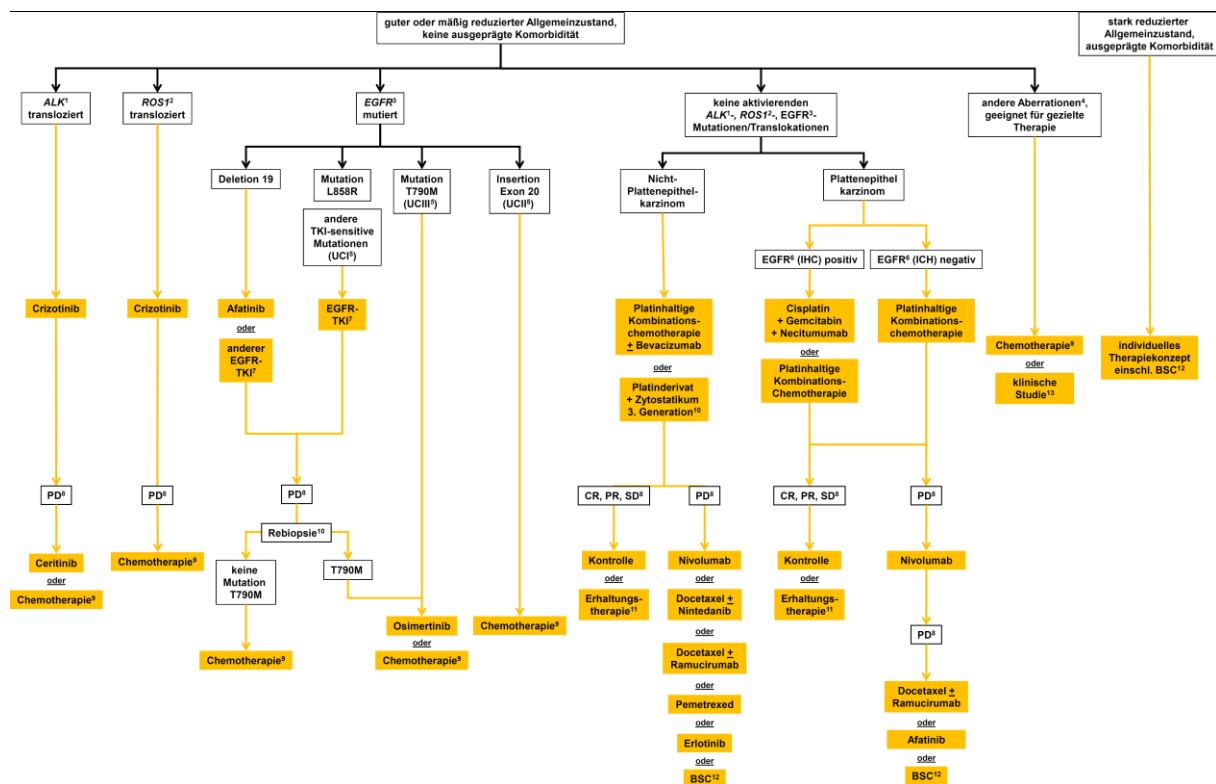 guter oder mäßig reduzierter Allgemeinzustand,
keine ausgeprägte Komorbidität
stark reduzierter
Allgemeinzustand,
ausgeprägte Komorbidität
ALK¹
transloziert
ROS1²
transloziert
EGFR³
mutiert
keine aktivierenden
ALK¹-, ROS1²-, EGFR³-
Mutationen/Translokationen
andere Aberrationen⁴,
geeignet für gezielte
Therapie
Deletion 19
Mutation
L858R
andere
TKI-sensitive
Mutationen
(UCI⁵)
Mutation
T790M
(UCIII⁵)
Insertion
Exon 20
(UCII⁵)
Nicht-
Plattenepithel-
karzinom
Plattenepithel
karzinom
EGFR⁶ (IHC) positiv
EGFR⁶ (ICH) negativ
Crizotinib
Crizotinib
Afatinib
oder
anderer
EGFR-
TKI⁷
EGFR-
TKI⁷
Platinhaltige
Kombinations-
chemotherapie
+ Bevacizumab
oder
Platinderivat
+ Zytostatikum
3. Generation¹⁰
Cisplatin
+ Gemcitabin
+ Necitumumab
oder
Platinhaltige
Kombinations-
Chemotherapie
Platinhaltige
Kombinations-
chemotherapie
Chemotherapie⁹
oder
klinische
Studie¹³
individuelles
Therapiekonzept
einschl. BSC¹²
PD⁸
PD⁸
PD⁸
CR, PR, SD⁸
PD⁸
CR, PR, SD⁸
PD⁸
Rebiopsie¹⁰
keine
Mutation
T790M
T790M
Ceritinib
oder
Chemotherapie⁹
Chemotherapie⁹
Chemotherapie⁹
Osimertinib
oder
Chemotherapie⁹
Chemotherapie⁹
Kontrolle
oder
Erhaltungs-
therapie¹¹
Nivolumab
oder
Docetaxel +
Nintedanib
oder
Docetaxel +
Ramucirumab
oder
Pemetrexed
oder
Erlotinib
oder
BSC¹²
Kontrolle
oder
Erhaltungs-
therapie¹¹
Nivolumab
PD⁸
Docetaxel +
Ramucirumab
oder
Afatinib
oder
BSC¹²